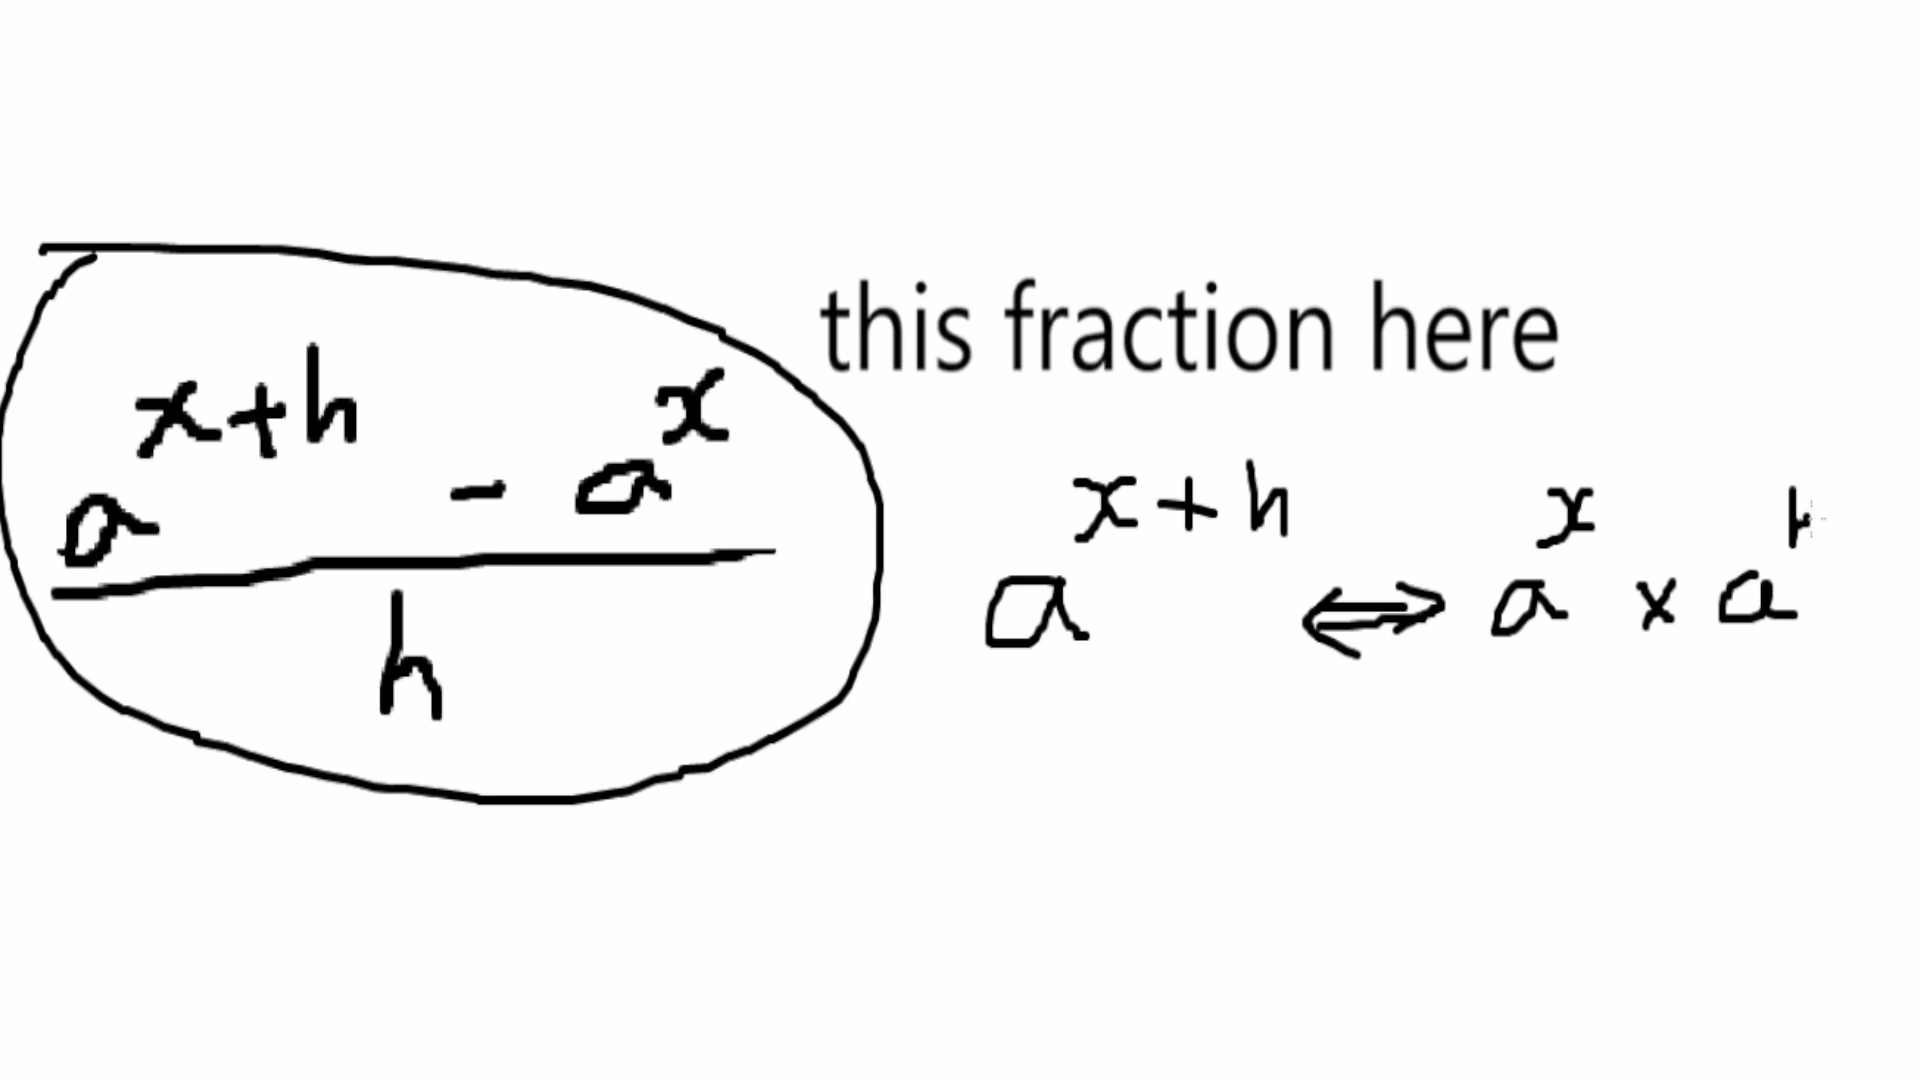 this fraction here
a^{x+h} - a^x
h
a^{x+h} ⇔ a^x × a^h